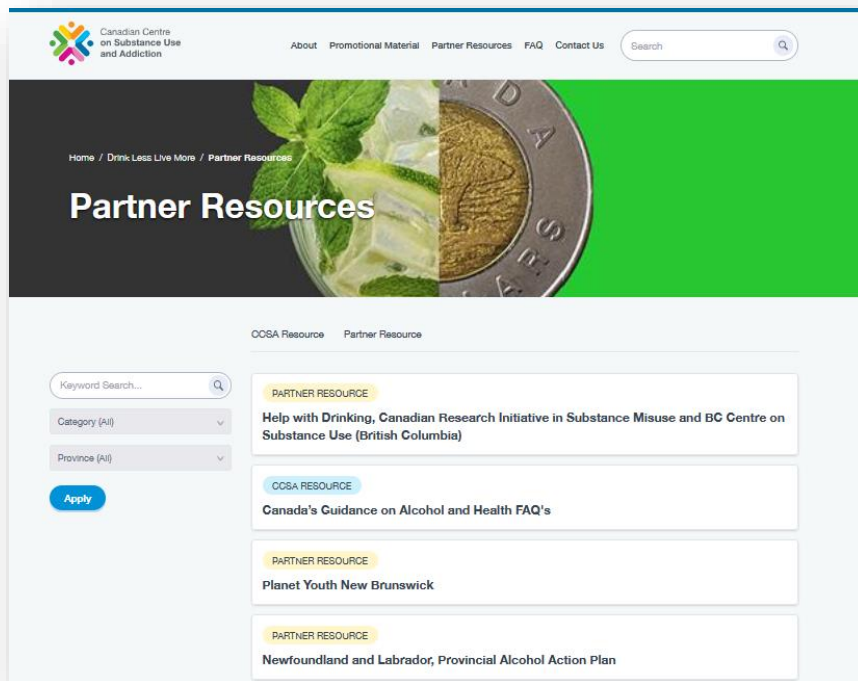 Canadian Centre
on Substance Use
and Addiction
About Promotional Material Partner Resources FAQ Contact Us Search
Home / Drink Less Live More / Partner Resources
Partner Resources
CCSA Resource Partner Resource
Keyword Search...
Category (All)
Province (All)
Apply
PARTNER RESOURCE
Help with Drinking, Canadian Research Initiative in Substance Misuse and BC Centre on
Substance Use (British Columbia)
CCSA RESOURCE
Canada's Guidance on Alcohol and Health FAQ's
PARTNER RESOURCE
Planet Youth New Brunswick
PARTNER RESOURCE
Newfoundland and Labrador, Provincial Alcohol Action Plan